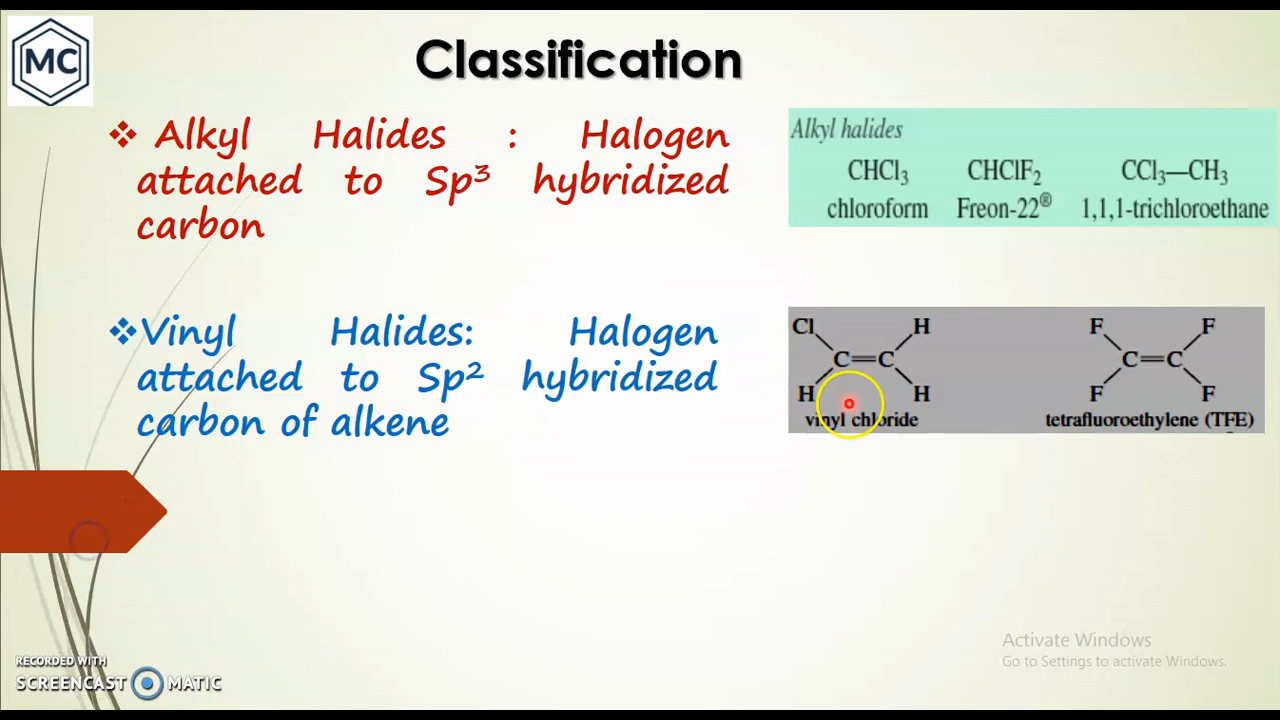 MC
Classification
❖ Alkyl Halides : Halogen
attached to Sp³ hybridized
carbon
Alkyl halides
CHCl₃ CHClF₂ CCl₃—CH₃
chloroform Freon-22® 1,1,1-trichloroethane
❖Vinyl Halides: Halogen
attached to Sp² hybridized
carbon of alkene
Cl H F F
C=C C=C
H H F F
vinyl chloride tetrafluoroethylene (TFE)
Activate Windows
Go to Settings to activate Windows.
RECORDED WITH
SCREENCAST MATIC